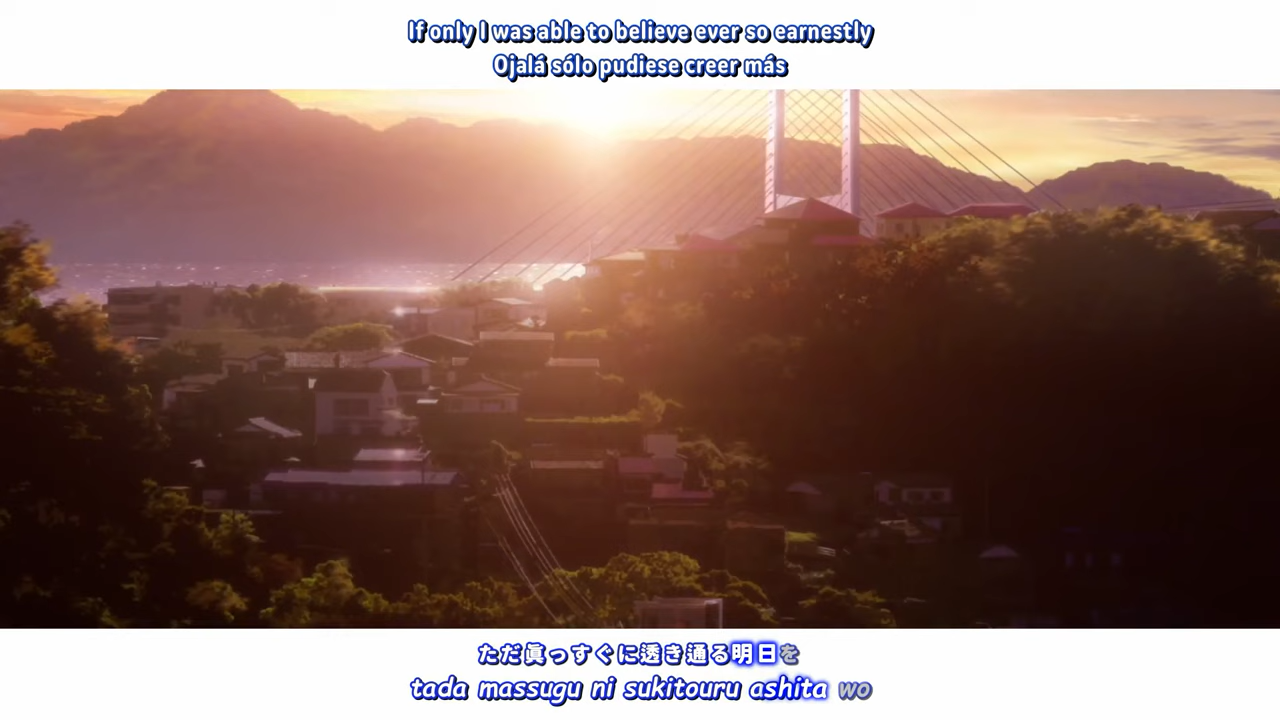 If only I was able to believe ever so earnestly
Ojalá sólo pudiese creer más
ただ眞っすぐに透き通る明日を
tada massugu ni sukitouru ashita wo